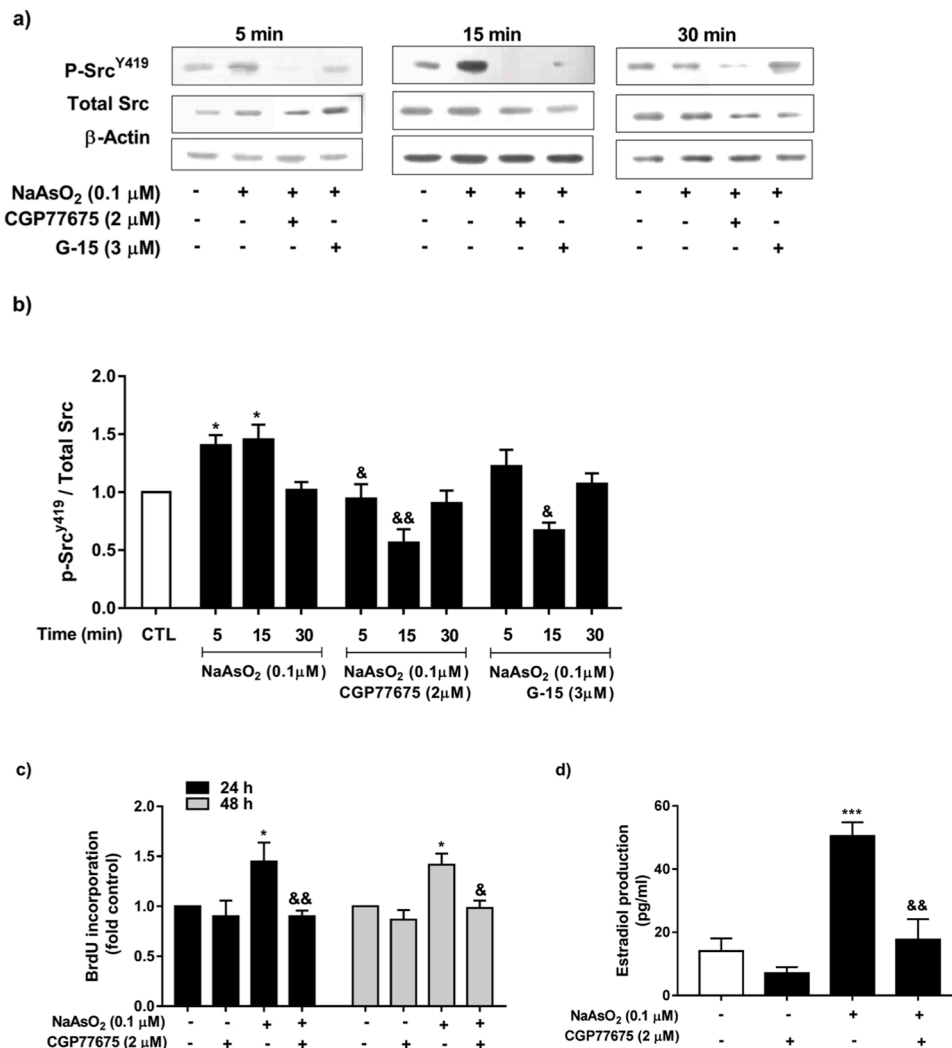 a)
5 min 15 min 30 min
P-Src^Y419
Total Src
β-Actin
NaAsO₂ (0.1 μM) - + + + - + + + - + + +
CGP77675 (2 μM) - - + - - - + - - - + -
G-15 (3 μM) - - - + - - - + - - - +
b)
p-Src^y419 / Total Src
2.0
1.5
1.0
0.5
0.0
* * & && &
Time (min) CTL 5 15 30 5 15 30 5 15 30
NaAsO₂ (0.1μM) NaAsO₂ (0.1μM) NaAsO₂ (0.1μM)
CGP77675 (2μM) G-15 (3μM)
c)
24 h
48 h
BrdU incorporation
(fold control)
2.0
1.5
1.0
0.5
0.0
* && * &
NaAsO₂ (0.1 μM) - - + + - - + +
CGP77675 (2 μM) - + - + - + - +
d)
Estradiol production
(pg/ml)
60
40
20
0
*** &&
NaAsO₂ (0.1 μM) - - + +
CGP77675 (2 μM) - + - +